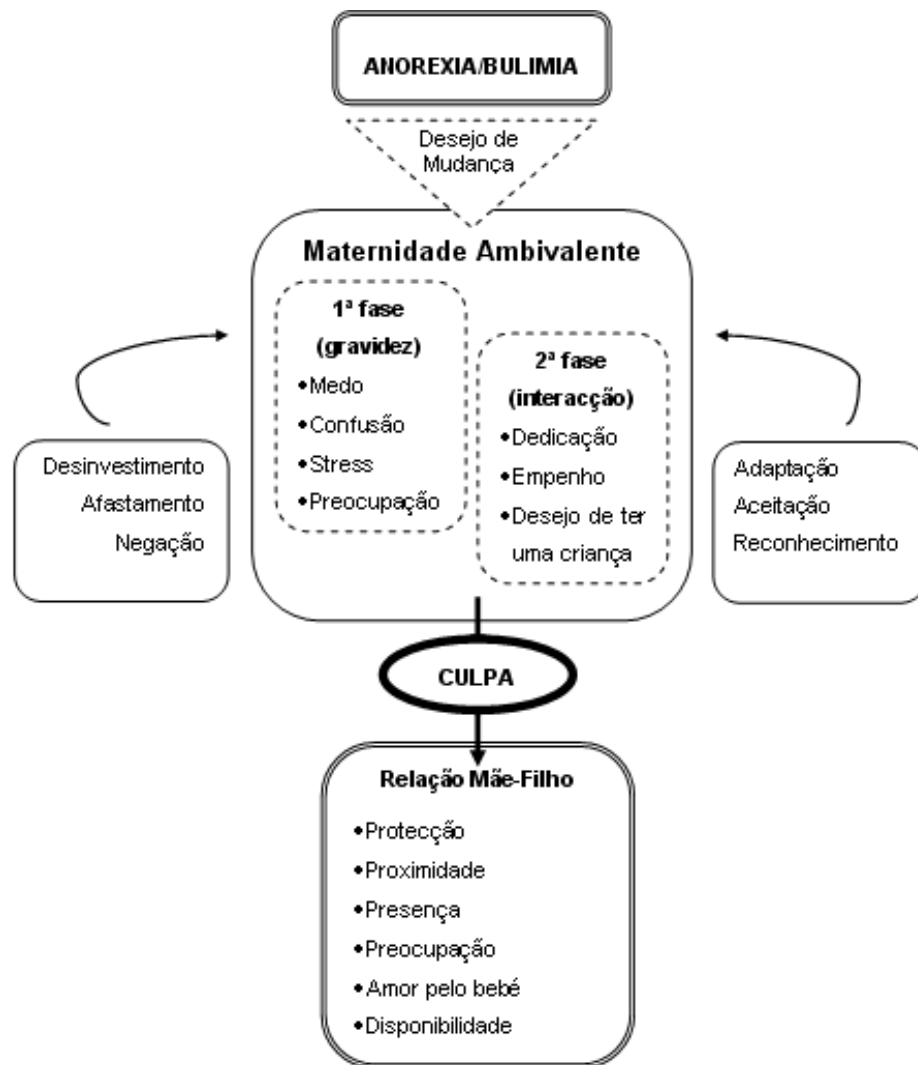 ANOREXIA/BULIMIA
Desejo de
Mudança
Maternidade Ambivalente
1ª fase
(gravidez)
•Medo
•Confusão
•Stress
•Preocupação
2ª fase
(interacção)
•Dedicação
•Empenho
•Desejo de ter
uma criança
Desinvestimento
Afastamento
Negação
Adaptação
Aceitação
Reconhecimento
CULPA
Relação Mãe-Filho
•Protecção
•Proximidade
•Presença
•Preocupação
•Amor pelo bebé
•Disponibilidade